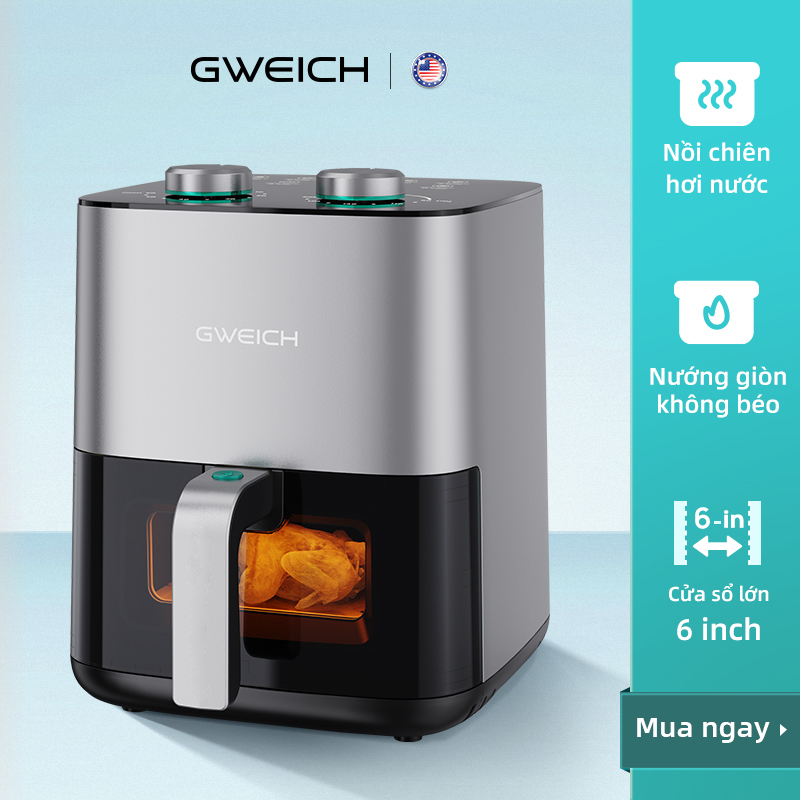 GWEICH
GWEICH
Nồi chiên
hơi nước
Nướng giòn
không béo
6-in
Cửa sổ lớn
6 inch
Mua ngay